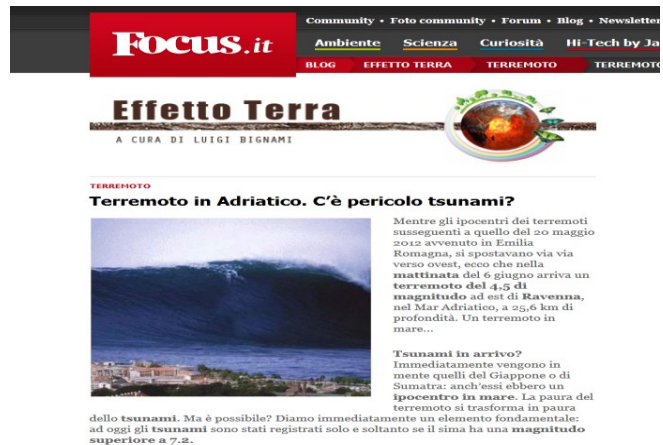 Community • Foto community • Forum • Blog • Newsletter
FOCUS.it
Ambiente Scienza Curiosità Hi-Tech by Ja
BLOG EFFETTO TERRA TERREMOTO TERREMOTO
Effetto Terra
A CURA DI LUIGI BIGNAMI
TERREMOTO
Terremoto in Adriatico. C'è pericolo tsunami?
Mentre gli ipocentri dei terremoti
susseguenti a quello del 20 maggio
2012 avvenuto in Emilia
Romagna, si spostavano via via
verso ovest, ecco che nella
mattinata del 6 giugno arriva un
terremoto del 4,5 di
magnitudo ad est di Ravenna,
nel Mar Adriatico, a 25,6 km di
profondità. Un terremoto in
mare...
Tsunami in arrivo?
Immediatamente vengono in
mente quelli del Giappone o di
Sumatra: anch'essi ebbero un
ipocentro in mare. La paura del
terremoto si trasforma in paura
dello tsunami. Ma è possibile? Diamo immediatamente un elemento fondamentale:
ad oggi gli tsunami sono stati registrati solo e soltanto se il sima ha una magnitudo
superiore a 7.2.